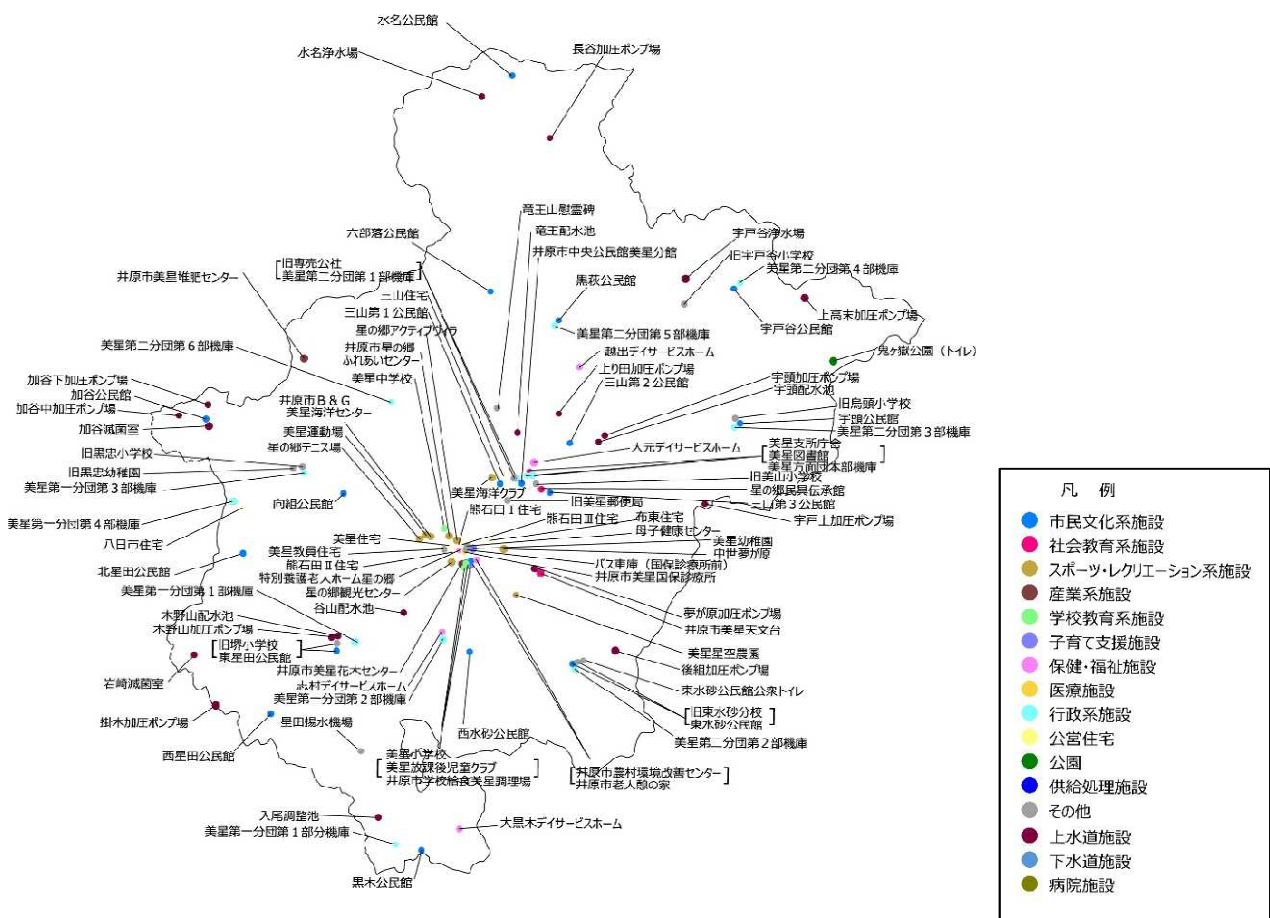 水名公民館
水名浄水場
長谷加圧ポンプ場
竜王山慰霊碑
竜王配水池
六部落公民館
井原市中央公民館美星分館
宇戸谷浄水場
旧宇戸谷小学校
美星第二分団第４部機庫
旧専売公社
美星第二分団第１部機庫
井原市美星堆肥センター
黒萩公民館
三山住宅
三山第１公民館
上高末加圧ポンプ場
宇戸谷公民館
星の郷アクティブヴィラ
美星第二分団第５部機庫
美星第二分団第６部機庫
井原市星の郷
ふれあいセンター
越出デイサービスホーム
鬼ヶ嶽公園（トイレ）
上り田加圧ポンプ場
美星中学校
三山第２公民館
宇頭加圧ポンプ場
宇頭配水池
加谷下加圧ポンプ場
加谷公民館
加谷中加圧ポンプ場
井原市Ｂ＆Ｇ
美星海洋センター
旧烏頭小学校
宇頭公民館
加谷滅菌室
美星運動場
美星第二分団第３部機庫
星の郷テニス場
美星支所庁舎
美星図書館
美星方面団本部機庫
旧黒忠小学校
人元デイサービスホーム
旧黒忠幼稚園
旧美山小学校
美星第一分団第３部機庫
美星海洋クラブ
星の郷民具伝承館
向組公民館
旧美星郵便局
三山第３公民館
熊石田Ⅰ住宅
宇戸上加圧ポンプ場
美星第一分団第４部機庫
熊石田Ⅱ住宅
布東住宅
母子健康センター
八日市住宅
美星住宅
美星幼稚園
美星教員住宅
中世夢が原
熊石田Ⅱ住宅
バス車庫（国保診療所前）
北星田公民館
特別養護老人ホーム星の郷
井原市美星国保診療所
美星第一分団第１部機庫
星の郷観光センター
谷山配水池
夢が原加圧ポンプ場
木野山配水池
井原市美星天文台
木野山加圧ポンプ場
旧堺小学校
東星田公民館
美星星空農菜
井原市美星花木センター
後組加圧ポンプ場
岩崎滅菌室
志村デイサービスホーム
東水砂公民館公衆トイレ
美星第一分団第２部機庫
旧東水砂分校
東水砂公民館
掛木加圧ポンプ場
星田揚水機場
西水砂公民館
美星第二分団第２部機庫
西星田公民館
美星小学校
美星放課後児童クラブ
井原市学校給食美星調理場
井原市農村環境改善センター
井原市老人憩の家
入尾調整池
美星第一分団第１部分機庫
大黒木デイサービスホーム
黒木公民館
凡 例
市民文化系施設
社会教育系施設
スポーツ・レクリエーション系施設
産業系施設
学校教育系施設
子育て支援施設
保健・福祉施設
医療施設
行政系施設
公営住宅
公園
供給処理施設
その他
上水道施設
下水道施設
病院施設